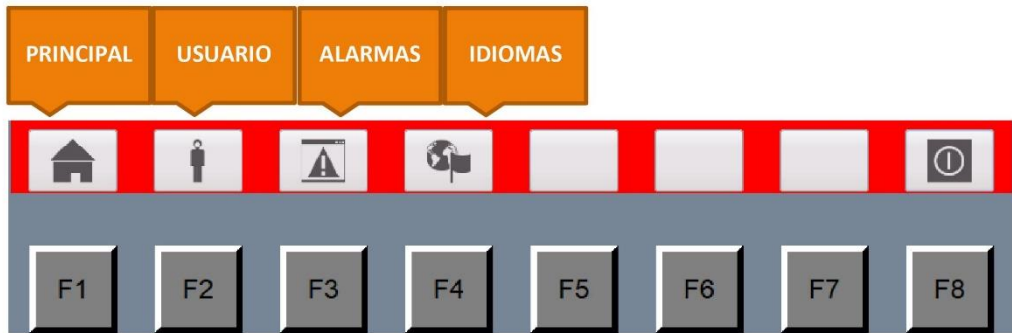 PRINCIPAL USUARIO ALARMAS IDIOMAS
F1 F2 F3 F4 F5 F6 F7 F8